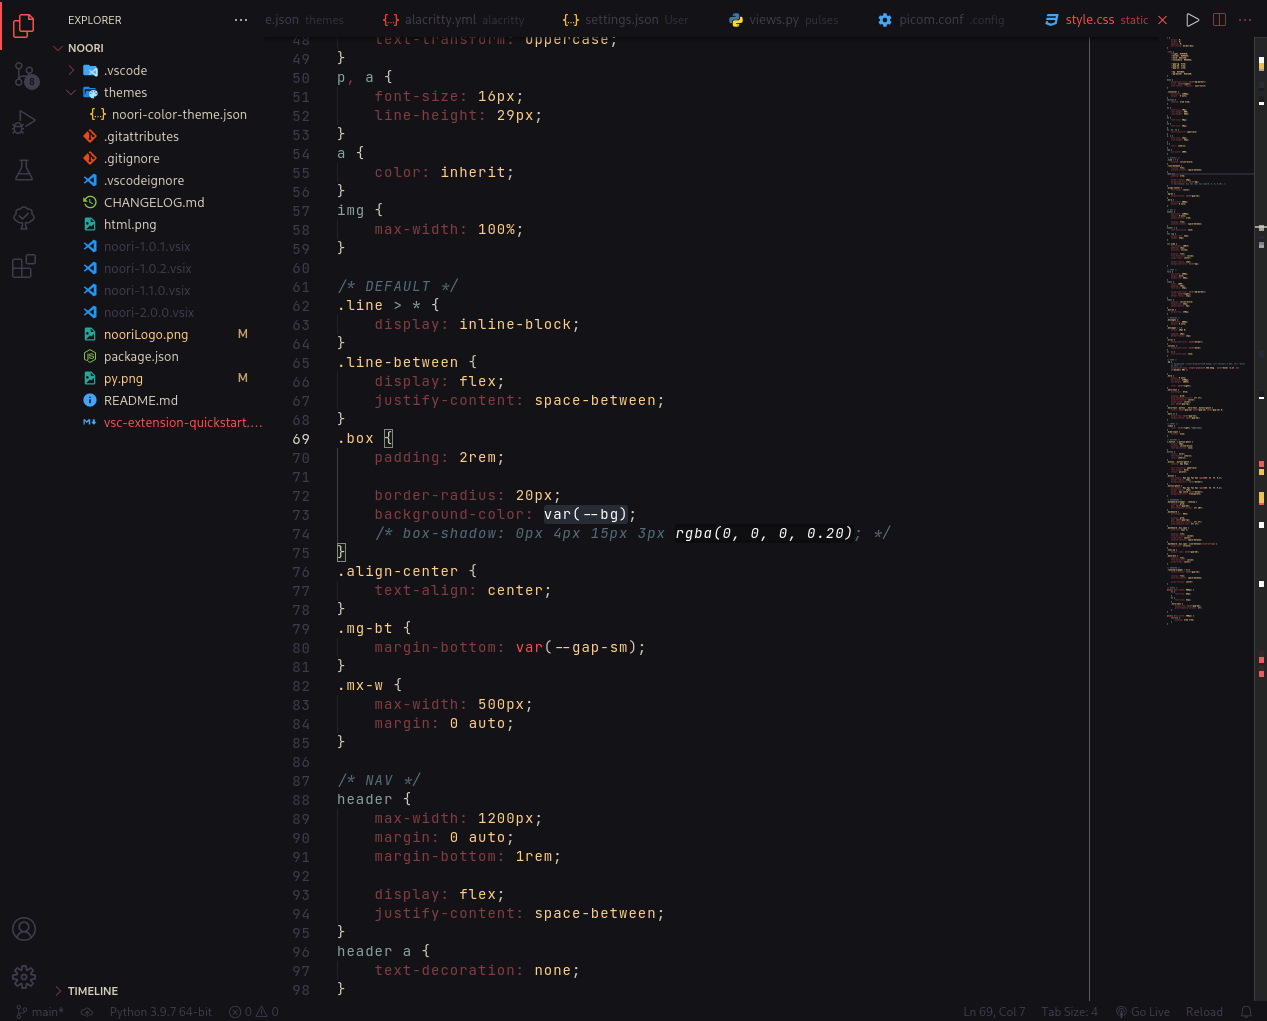 EXPLORER
e.json themes
alacritty.yml alacritty
settings.json User
views.py pulses
picom.conf .config
style.css static
NOORI
.vscode
themes
noori-color-theme.json
.gitattributes
.gitignore
.vscodeignore
CHANGELOG.md
html.png
noori-1.0.1.vsix
noori-1.0.2.vsix
noori-1.1.0.vsix
noori-2.0.0.vsix
nooriLogo.png M
package.json
py.png M
README.md
vsc-extension-quickstart....
TIMELINE
8
48 text-transform: Uppercase;
49 }
50 p, a {
51 font-size: 16px;
52 line-height: 29px;
53 }
54 a {
55 color: inherit;
56 }
57 img {
58 max-width: 100%;
59 }
60
61 /* DEFAULT */
62 .line > * {
63 display: inline-block;
64 }
65 .line-between {
66 display: flex;
67 justify-content: space-between;
68 }
69 .box {
70 padding: 2rem;
71
72 border-radius: 20px;
73 background-color: var(--bg);
74 /* box-shadow: 0px 4px 15px 3px rgba(0, 0, 0, 0.20); */
75 }
76 .align-center {
77 text-align: center;
78 }
79 .mg-bt {
80 margin-bottom: var(--gap-sm);
81 }
82 .mx-w {
83 max-width: 500px;
84 margin: 0 auto;
85 }
86
87 /* NAV */
88 header {
89 max-width: 1200px;
90 margin: 0 auto;
91 margin-bottom: 1rem;
92
93 display: flex;
94 justify-content: space-between;
95 }
96 header a {
97 text-decoration: none;
98 }
main* Python 3.9.7 64-bit 0 0 Ln 69, Col 7 Tab Size: 4 Go Live Reload